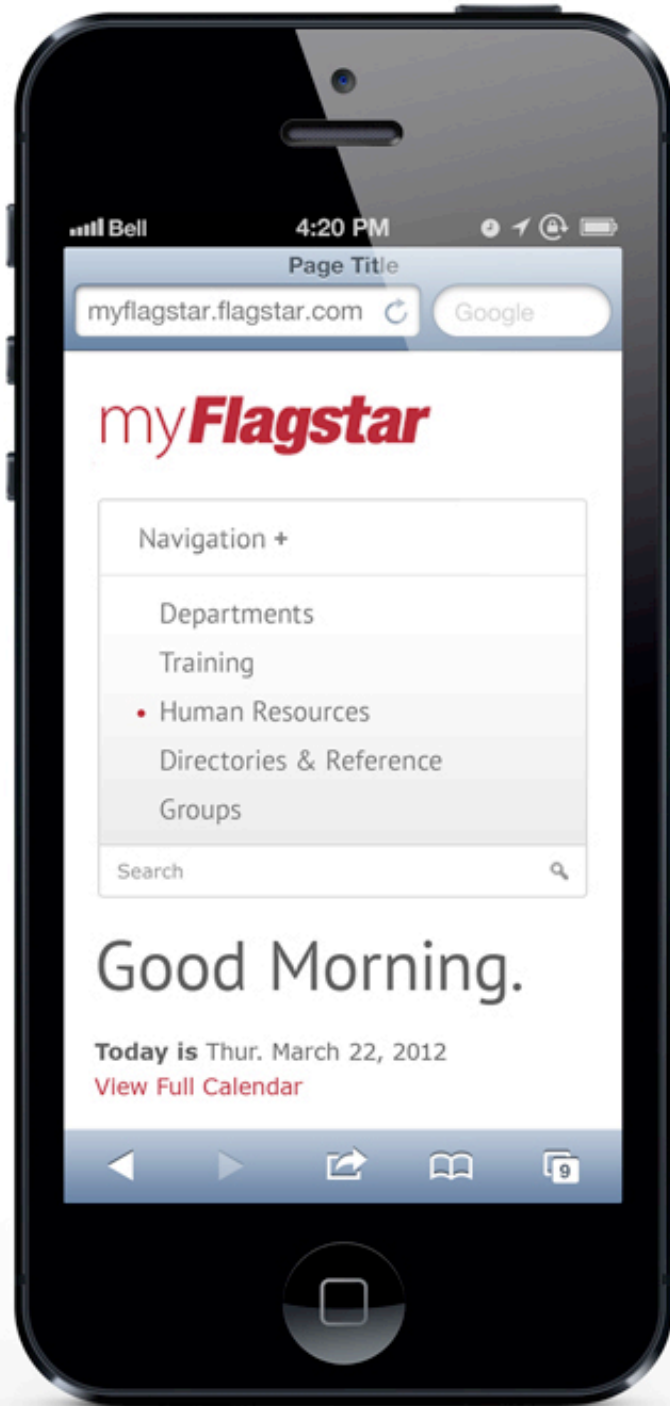 Bell 4:20 PM
Page Title
myflagstar.flagstar.com Google
myFlagstar
Navigation +
Departments
Training
• Human Resources
Directories & Reference
Groups
Search
Good Morning.
Today is Thur. March 22, 2012
View Full Calendar
9